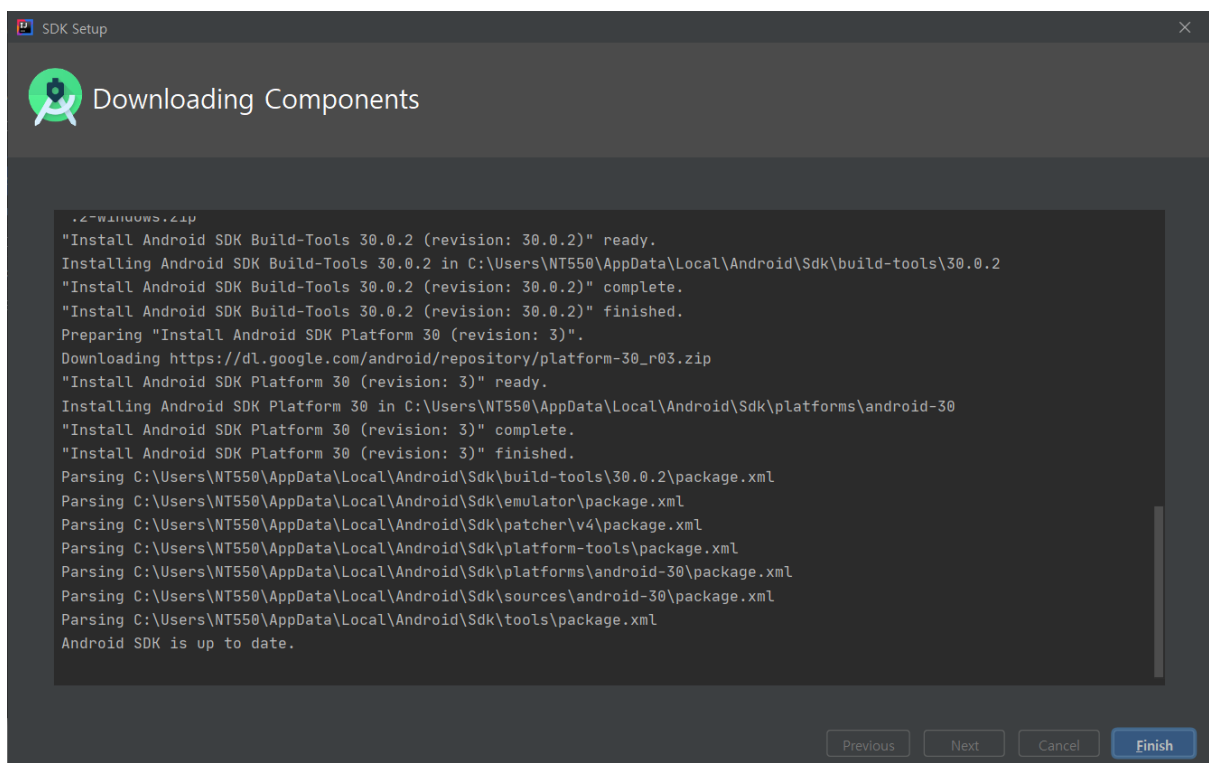 SDK Setup
Downloading Components
.2-windows.zip
"Install Android SDK Build-Tools 30.0.2 (revision: 30.0.2)" ready.
Installing Android SDK Build-Tools 30.0.2 in C:\Users\NT550\AppData\Local\Android\Sdk\build-tools\30.0.2
"Install Android SDK Build-Tools 30.0.2 (revision: 30.0.2)" complete.
"Install Android SDK Build-Tools 30.0.2 (revision: 30.0.2)" finished.
Preparing "Install Android SDK Platform 30 (revision: 3)".
Downloading https://dl.google.com/android/repository/platform-30_r03.zip
"Install Android SDK Platform 30 (revision: 3)" ready.
Installing Android SDK Platform 30 in C:\Users\NT550\AppData\Local\Android\Sdk\platforms\android-30
"Install Android SDK Platform 30 (revision: 3)" complete.
"Install Android SDK Platform 30 (revision: 3)" finished.
Parsing C:\Users\NT550\AppData\Local\Android\Sdk\build-tools\30.0.2\package.xml
Parsing C:\Users\NT550\AppData\Local\Android\Sdk\emulator\package.xml
Parsing C:\Users\NT550\AppData\Local\Android\Sdk\patcher\v4\package.xml
Parsing C:\Users\NT550\AppData\Local\Android\Sdk\platform-tools\package.xml
Parsing C:\Users\NT550\AppData\Local\Android\Sdk\platforms\android-30\package.xml
Parsing C:\Users\NT550\AppData\Local\Android\Sdk\sources\android-30\package.xml
Parsing C:\Users\NT550\AppData\Local\Android\Sdk\tools\package.xml
Android SDK is up to date.
Previous Next Cancel Finish